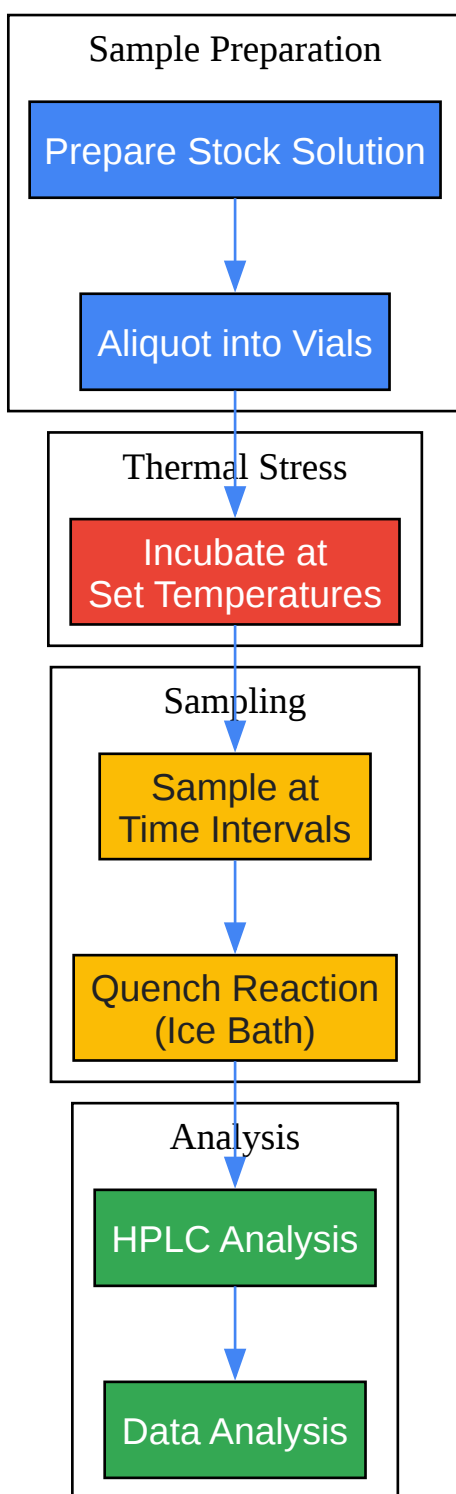 Sample Preparation
Prepare Stock Solution
Aliquot into Vials
Thermal Stress
Incubate at
Set Temperatures
Sampling
Sample at
Time Intervals
Quench Reaction
(Ice Bath)
Analysis
HPLC Analysis
Data Analysis